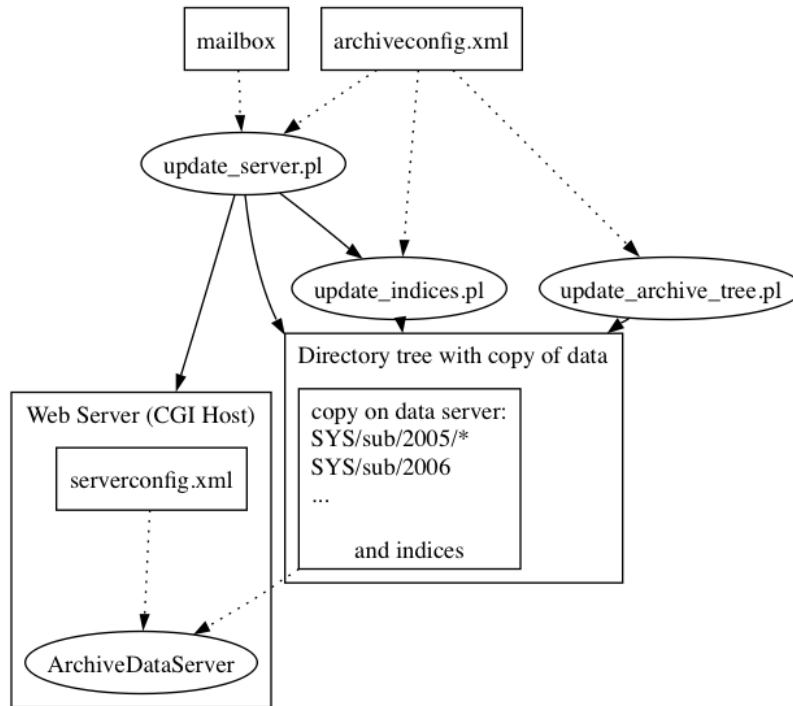 mailbox
archiveconfig.xml
update_server.pl
update_indices.pl
update_archive_tree.pl
Directory tree with copy of data
copy on data server:
SYS/sub/2005/*
SYS/sub/2006
...
and indices
Web Server (CGI Host)
serverconfig.xml
ArchiveDataServer